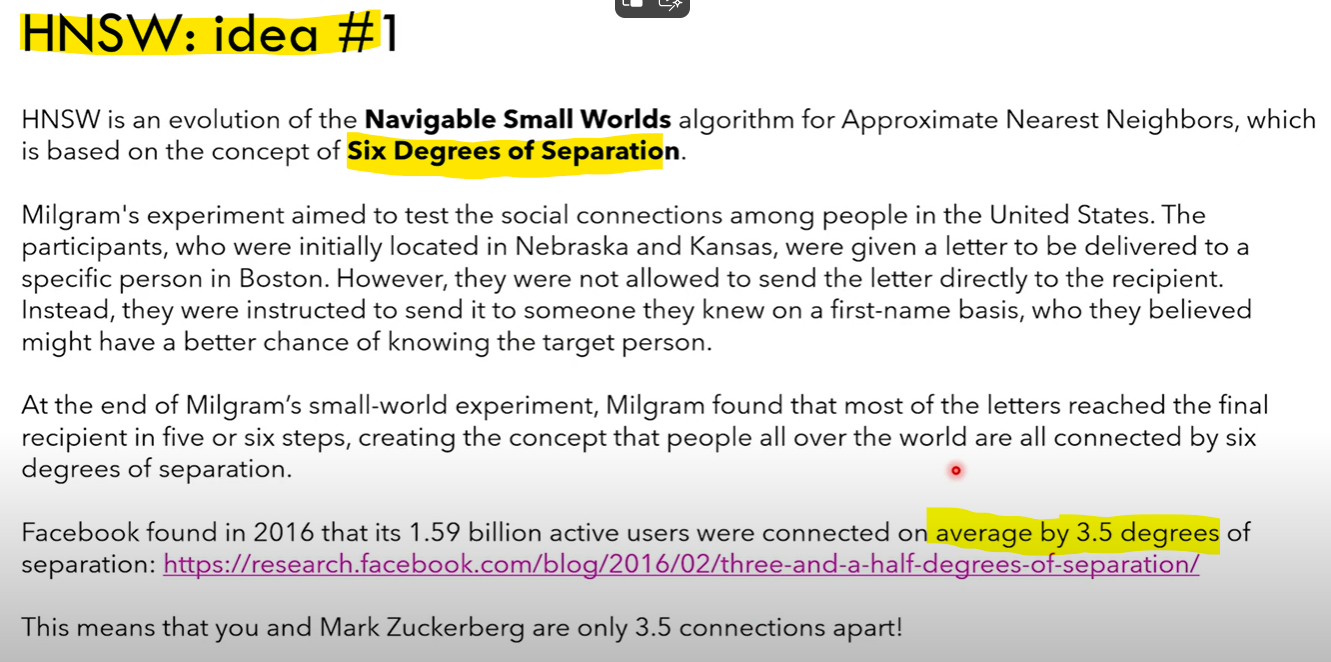 HNSW: idea #1
HNSW is an evolution of the Navigable Small Worlds algorithm for Approximate Nearest Neighbors, which
is based on the concept of Six Degrees of Separation.
Milgram's experiment aimed to test the social connections among people in the United States. The
participants, who were initially located in Nebraska and Kansas, were given a letter to be delivered to a
specific person in Boston. However, they were not allowed to send the letter directly to the recipient.
Instead, they were instructed to send it to someone they knew on a first-name basis, who they believed
might have a better chance of knowing the target person.
At the end of Milgram’s small-world experiment, Milgram found that most of the letters reached the final
recipient in five or six steps, creating the concept that people all over the world are all connected by six
degrees of separation.
Facebook found in 2016 that its 1.59 billion active users were connected on average by 3.5 degrees of
separation: https://research.facebook.com/blog/2016/02/three-and-a-half-degrees-of-separation/
This means that you and Mark Zuckerberg are only 3.5 connections apart!